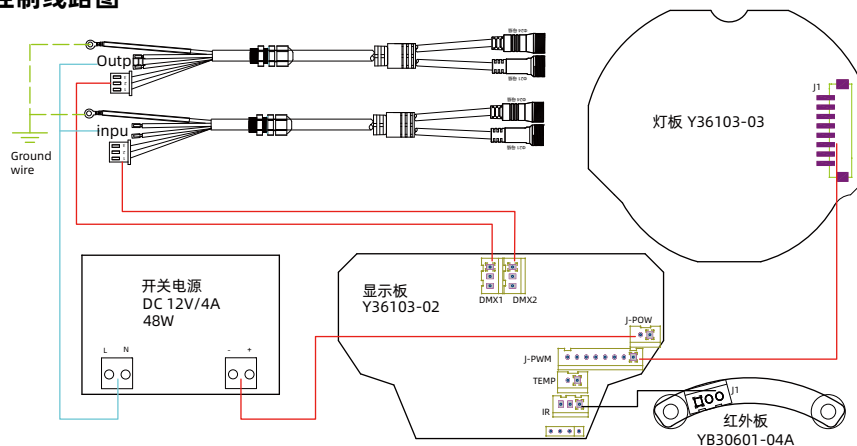 控制线路图
Output
inpu
Ground
wire
J1
灯板 Y36103-03
开关电源
DC 12V/4A
48W
L N - +
显示板
Y36103-02
DMX1 DMX2
J-POW
J-PWM
TEMP
IR
J1
红外板
YB30601-04A